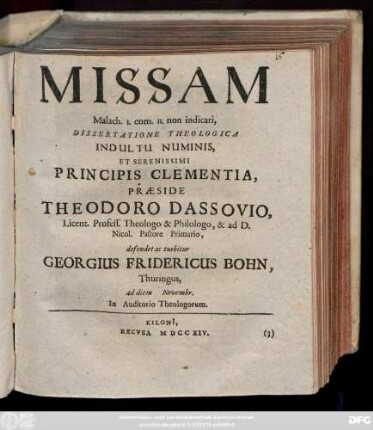 MISSAM
Malach. 1. com. 11. non indicari,
DISSERTATIONE THEOLOGICA
INDULTU NUMINIS,
ET SERENISSIMI
PRINCIPIS CLEMENTIA,
PRÆSIDE
THEODORO DASSOVIO,
Licent. Profess. Theologo & Philologo, & ad D.
Nicol. Pastore Primario,
defendet ac tuebitur
GEORGIUS FRIDERICUS BOHN,
Thuringus,
ad diem Novembr.
In Auditorio Theologorum.
KILONI,
RECUSA MDCCXIV. (3)